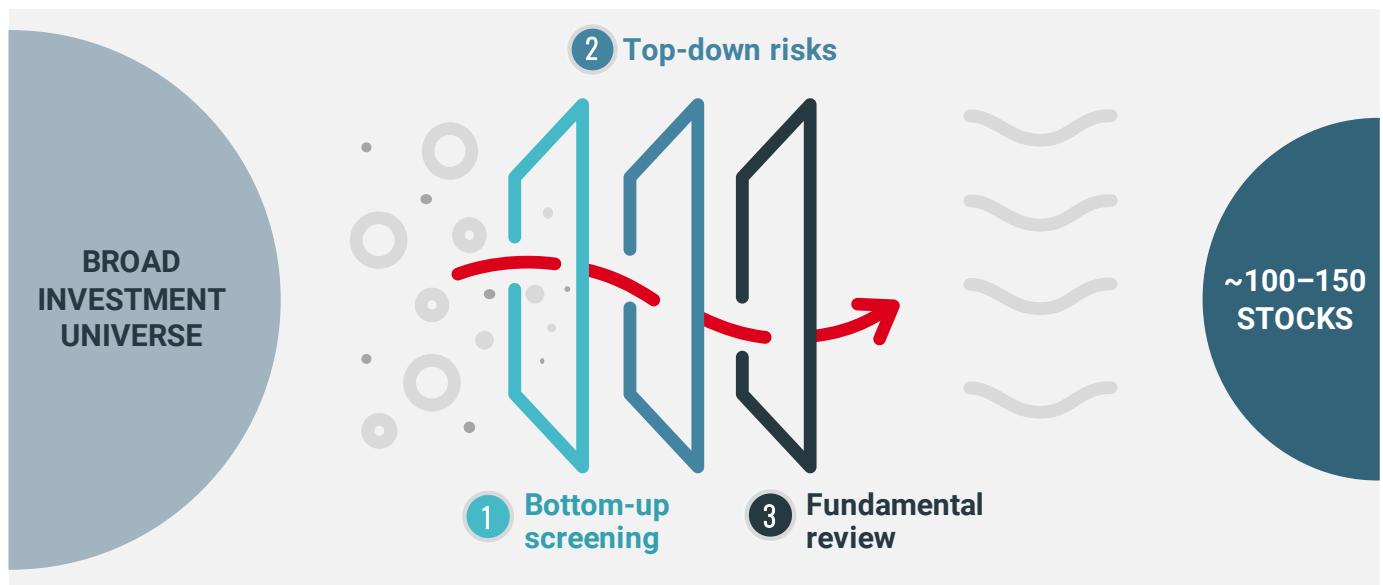 2 Top-down risks
BROAD
INVESTMENT
UNIVERSE
~100–150
STOCKS
1 Bottom-up
screening
3 Fundamental
review